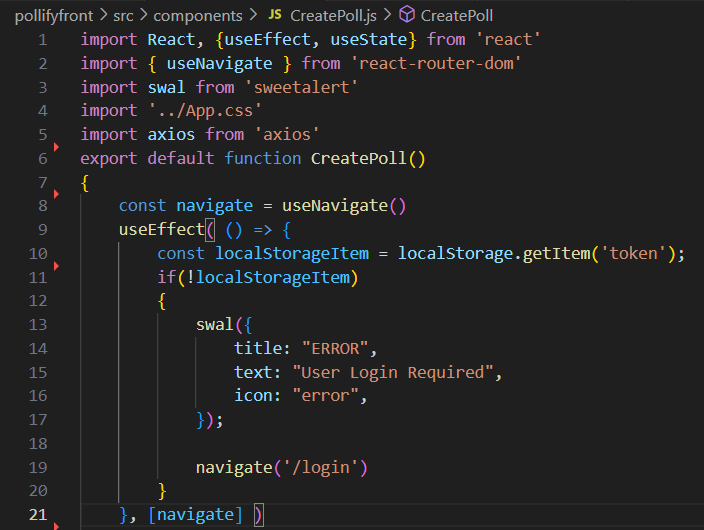 pollifyfront > src > components > JS CreatePoll.js > CreatePoll
1 import React, {useEffect, useState} from 'react'
2 import { useNavigate } from 'react-router-dom'
3 import swal from 'sweetalert'
4 import '../App.css'
5 import axios from 'axios'
6 export default function CreatePoll()
7 {
8 const navigate = useNavigate()
9 useEffect( () => {
10 const localStorageItem = localStorage.getItem('token');
11 if(!localStorageItem)
12 {
13 swal({
14 title: "ERROR",
15 text: "User Login Required",
16 icon: "error",
17 });
18
19 navigate('/login')
20 }
21 }, [navigate] )